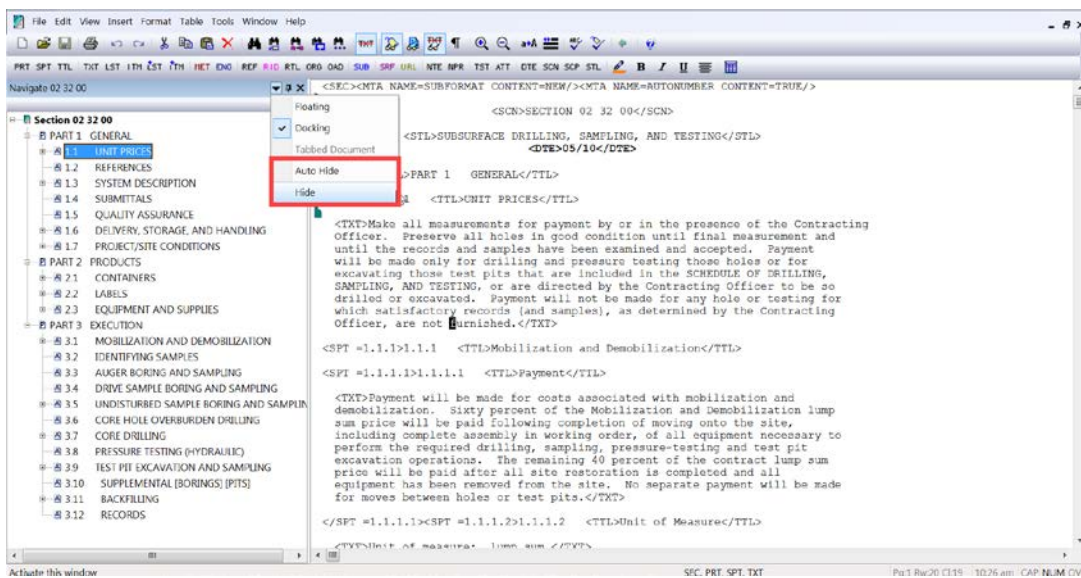 File Edit View Insert Format Table Tools Window Help
PRT SPT TTL TXT LST ITM LST ITM MET ENG REF RID RTL ORG OAD SUB SRF URL NTE NPR TST ATT DTE SCN SCP STL B I U
Navigate 02 32 00
Section 02 32 00
PART 1 GENERAL
1.1 UNIT PRICES
1.2 REFERENCES
1.3 SYSTEM DESCRIPTION
1.4 SUBMITTALS
1.5 QUALITY ASSURANCE
1.6 DELIVERY, STORAGE, AND HANDLING
1.7 PROJECT/SITE CONDITIONS
PART 2 PRODUCTS
2.1 CONTAINERS
2.2 LABELS
2.3 EQUIPMENT AND SUPPLIES
PART 3 EXECUTION
3.1 MOBILIZATION AND DEMOBILIZATION
3.2 IDENTIFYING SAMPLES
3.3 AUGER BORING AND SAMPLING
3.4 DRIVE SAMPLE BORING AND SAMPLING
3.5 UNDISTURBED SAMPLE BORING AND SAMPLIN
3.6 CORE HOLE OVERBURDEN DRILLING
3.7 CORE DRILLING
3.8 PRESSURE TESTING (HYDRAULIC)
3.9 TEST PIT EXCAVATION AND SAMPLING
3.10 SUPPLEMENTAL [BORINGS] [PITS]
3.11 BACKFILLING
3.12 RECORDS
Floating
Docking
Tabbed Document
Auto Hide
Hide
<SEC><MTA NAME=SUBFORMAT CONTENT=NEW/><MTA NAME=AUTONUMBER CONTENT=TRUE/>
<SCN>SECTION 02 32 00</SCN>
<STL>SUBSURFACE DRILLING, SAMPLING, AND TESTING</STL>
<DTE>05/10</DTE>
>PART 1 GENERAL</TTL>
<TTL>UNIT PRICES</TTL>
<TXT>Make all measurements for payment by or in the presence of the Contracting
Officer. Preserve all holes in good condition until final measurement and
until the records and samples have been examined and accepted. Payment
will be made only for drilling and pressure testing those holes or for
excavating those test pits that are included in the SCHEDULE OF DRILLING,
SAMPLING, AND TESTING, or are directed by the Contracting Officer to be so
drilled or excavated. Payment will not be made for any hole or testing for
which satisfactory records [and samples], as determined by the Contracting
Officer, are not furnished.</TXT>
<SPT =1.1.1>1.1.1 <TTL>Mobilization and Demobilization</TTL>
<SPT =1.1.1.1>1.1.1.1 <TTL>Payment</TTL>
<TXT>Payment will be made for costs associated with mobilization and
demobilization. Sixty percent of the Mobilization and Demobilization lump
sum price will be paid following completion of moving onto the site,
including complete assembly in working order, of all equipment necessary to
perform the required drilling, sampling, pressure-testing and test pit
excavation operations. The remaining 40 percent of the contract lump sum
price will be paid after all site restoration is completed and all
equipment has been removed from the site. No separate payment will be made
for moves between holes or test pits.</TXT>
</SPT =1.1.1.1><SPT =1.1.1.2>1.1.1.2 <TTL>Unit of Measure</TTL>
<TXT>Unit of measure: lump sum.</TXT>
Activate this window
SEC, PRT, SPT, TXT
Pg:1 Rw:20 Cl:19 10:26 am CAP NUM OV